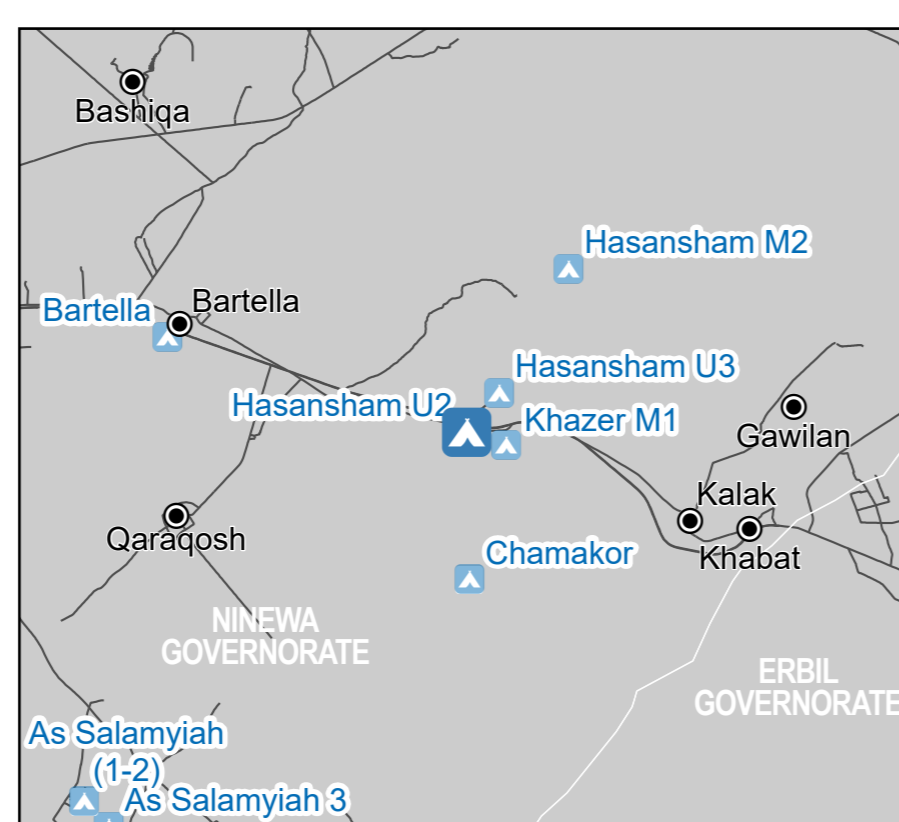 Bashiqa
Hasansham M2
Bartella
Bartella
Hasansham U3
Hasansham U2
Khazer M1
Gawilan
Kalak
Qaraqosh
Khabat
Chamakor
NINEWA
GOVERNORATE
ERBIL
GOVERNORATE
As Salamyiah
(1-2)
As Salamyiah 3